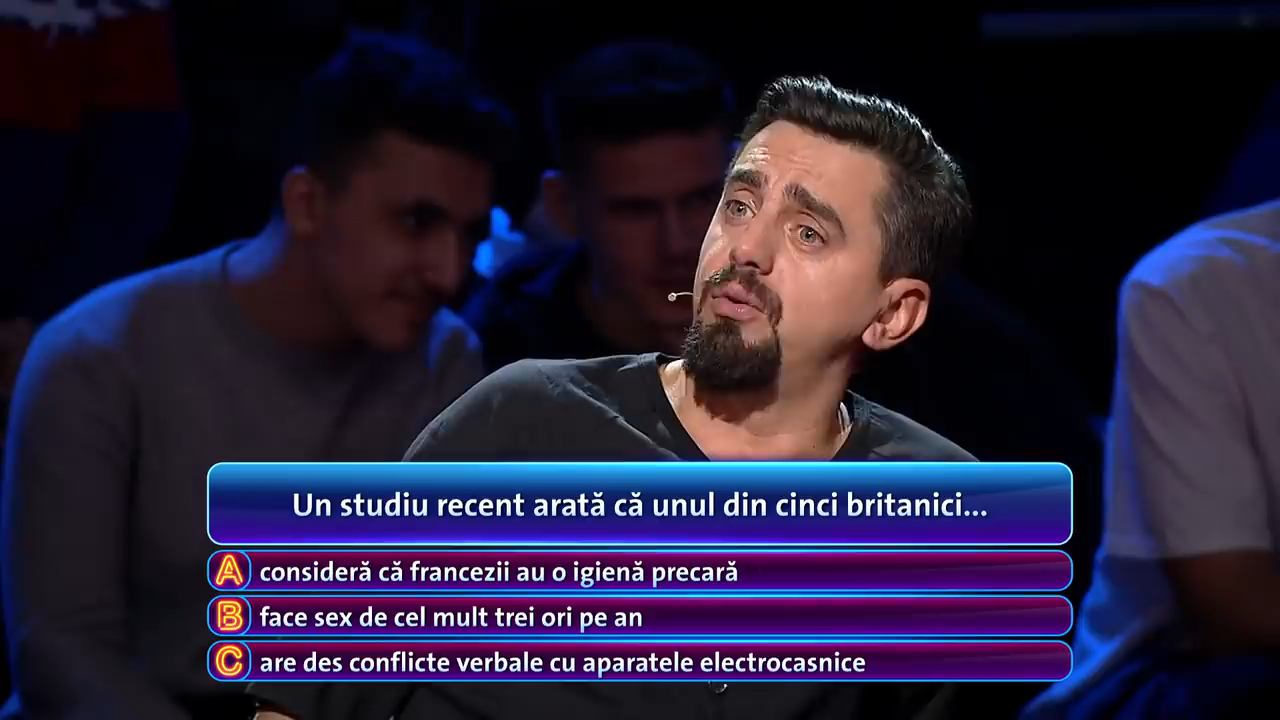 Un studiu recent arată că unul din cinci britanici...
A consideră că francezii au o igienă precară
B face sex de cel mult trei ori pe an
C are des conflicte verbale cu aparatele electrocasnice